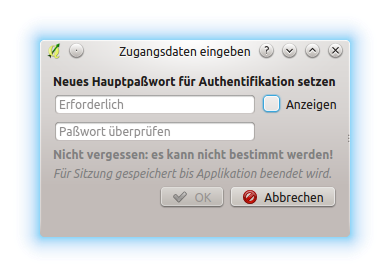 Zugangsdaten eingeben
Neues Hauptpaßwort für Authentifikation setzen
Erforderlich
Anzeigen
Paßwort überprüfen
Nicht vergessen: es kann nicht bestimmt werden!
Für Sitzung gespeichert bis Applikation beendet wird.
OK Abbrechen